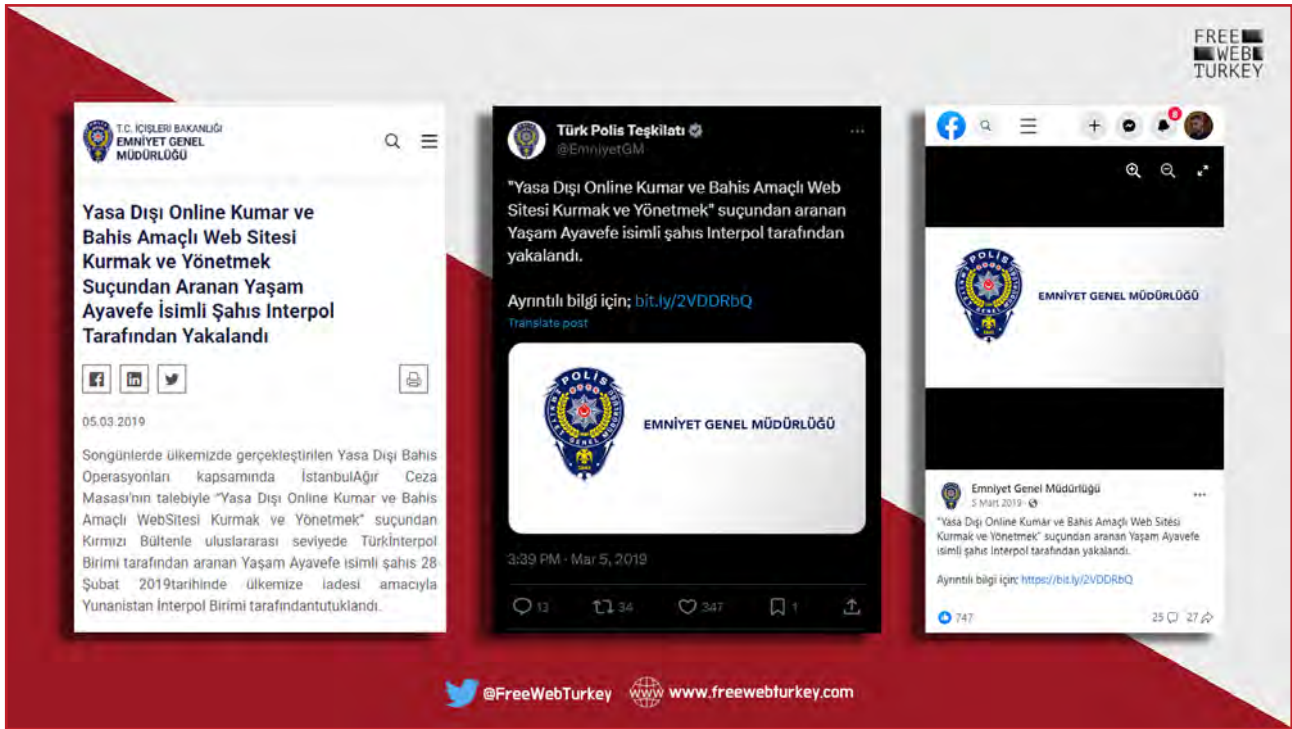 FREE
WEB
TURKEY
T.C. İÇİŞLERİ BAKANLIĞI
EMNİYET GENEL
MÜDÜRLÜĞÜ
Yasa Dışı Online Kumar ve
Bahis Amaçlı Web Sitesi
Kurmak ve Yönetmek
Suçundan Aranan Yaşam
Ayavefe İsimli Şahıs Interpol
Tarafından Yakalandı
05.03.2019
Songünlerde ülkemizde gerçekleştirilen Yasa Dışı Bahis
Operasyonları kapsamında İstanbulAğır Ceza
Masası'nın talebiyle "Yasa Dışı Online Kumar ve Bahis
Amaçlı WebSitesi Kurmak ve Yönetmek" suçundan
Kırmızı Bültenle uluslararası seviyede Türkİnterpol
Birimi tarafından aranan Yaşam Ayavefe isimli şahıs 28
Şubat 2019tarihinde ülkemize iadesi amacıyla
Yunanistan İnterpol Birimi tarafındantutuklandı.
Türk Polis Teşkilatı
@EmniyetGM
"Yasa Dışı Online Kumar ve Bahis Amaçlı Web
Sitesi Kurmak ve Yönetmek" suçundan aranan
Yaşam Ayavefe isimli şahıs Interpol tarafından
yakalandı.
Ayrıntılı bilgi için; bit.ly/2VDDRbQ
Translate post
POLİS
EMNİYET GENEL MÜDÜRLÜĞÜ
3:39 PM · Mar 5, 2019
13 34 347 1
8
POLİS
EMNİYET GENEL MÜDÜRLÜĞÜ
Emniyet Genel Müdürlüğü
5 Mart 2019
"Yasa Dışı Online Kumar ve Bahis Amaçlı Web Sitesi
Kurmak ve Yönetmek" suçundan aranan Yaşam Ayavefe
isimli şahıs Interpol tarafından yakalandı.
Ayrıntılı bilgi için; https://bit.ly/2VDDRbQ
747 25 27
@FreeWebTurkey www www.freewebturkey.com